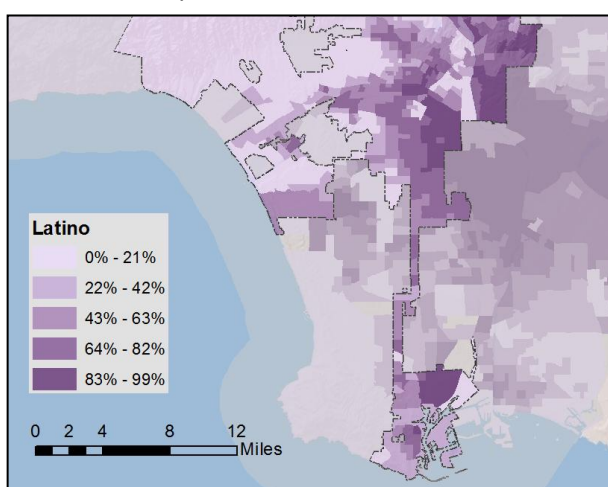 Latino
0% - 21%
22% - 42%
43% - 63%
64% - 82%
83% - 99%
0 2 4 8 12
Miles